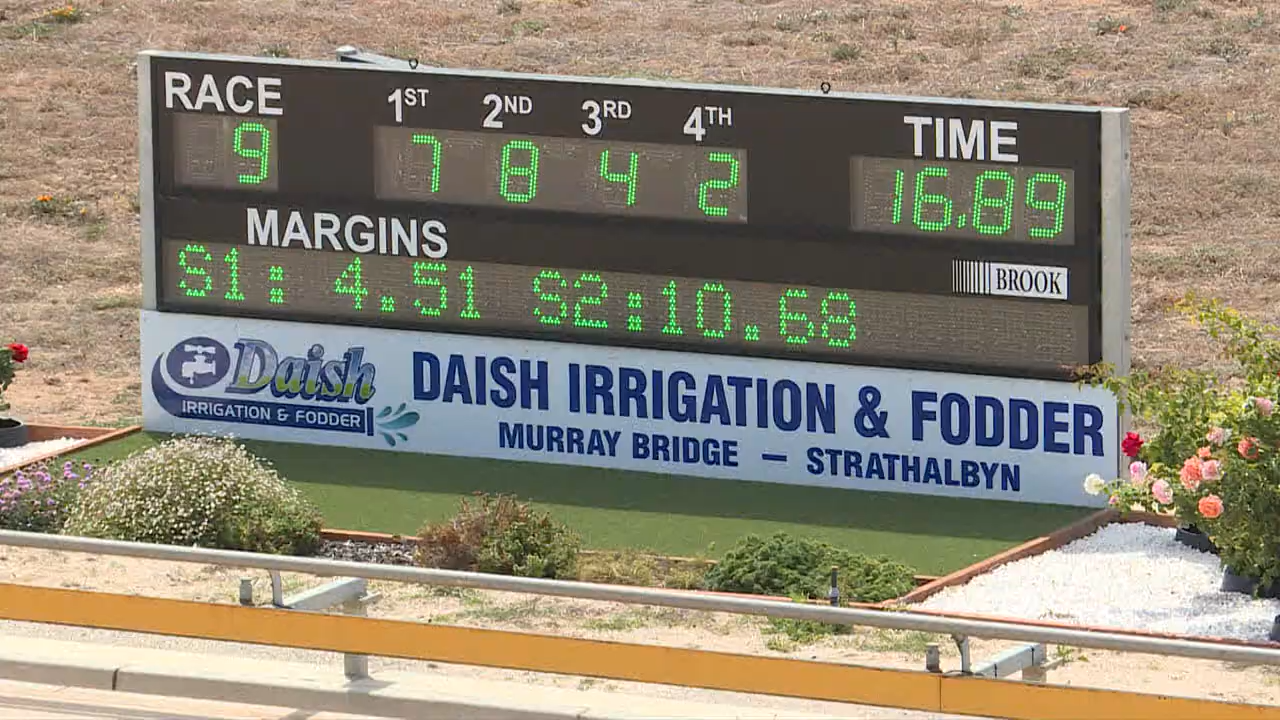 RACE 1ST 2ND 3RD 4TH TIME
9 7 8 4 2 16.89
MARGINS
BROOK
S1: 4.51 S2:10.68
Daish
IRRIGATION & FODDER
DAISH IRRIGATION & FODDER
MURRAY BRIDGE – STRATHALBYN